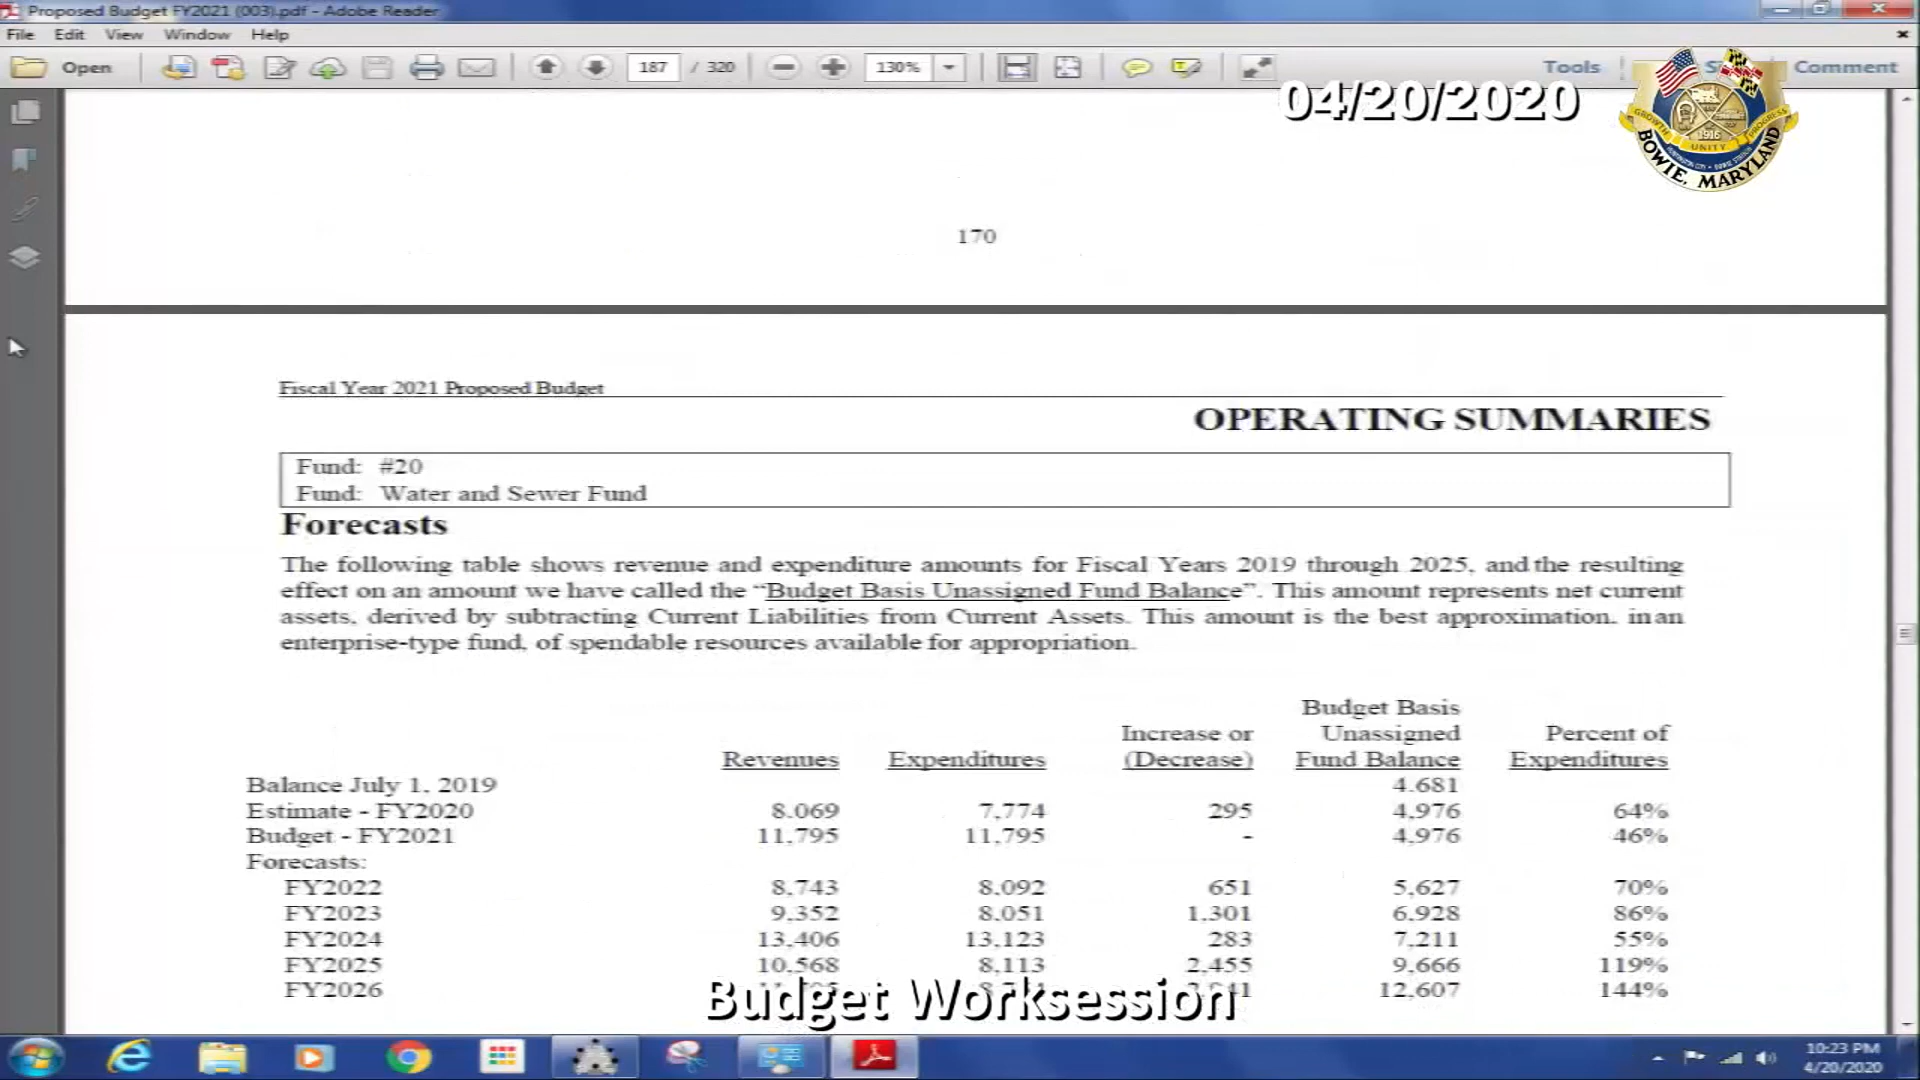 Proposed Budget FY2021 (003).pdf - Adobe Reader
File Edit View Window Help
Open 187 / 320 130% Tools Comment
04/20/2020
GROWTH PROGRESS
1916
UNITY
BOWIE, MARYLAND
170
Fiscal Year 2021 Proposed Budget
OPERATING SUMMARIES
Fund: #20
Fund: Water and Sewer Fund
Forecasts
The following table shows revenue and expenditure amounts for Fiscal Years 2019 through 2025, and the resulting
effect on an amount we have called the “Budget Basis Unassigned Fund Balance”. This amount represents net current
assets, derived by subtracting Current Liabilities from Current Assets. This amount is the best approximation, in an
enterprise-type fund, of spendable resources available for appropriation.
Budget Basis
Increase or Unassigned Percent of
Revenues Expenditures (Decrease) Fund Balance Expenditures
Balance July 1, 2019 4,681
Estimate - FY2020 8,069 7,774 295 4,976 64%
Budget - FY2021 11,795 11,795 - 4,976 46%
Forecasts:
FY2022 8,743 8,092 651 5,627 70%
FY2023 9,352 8,051 1,301 6,928 86%
FY2024 13,406 13,123 283 7,211 55%
FY2025 10,568 8,113 2,455 9,666 119%
FY2026 12,607 144%
Budget Worksession
10:23 PM
4/20/2020